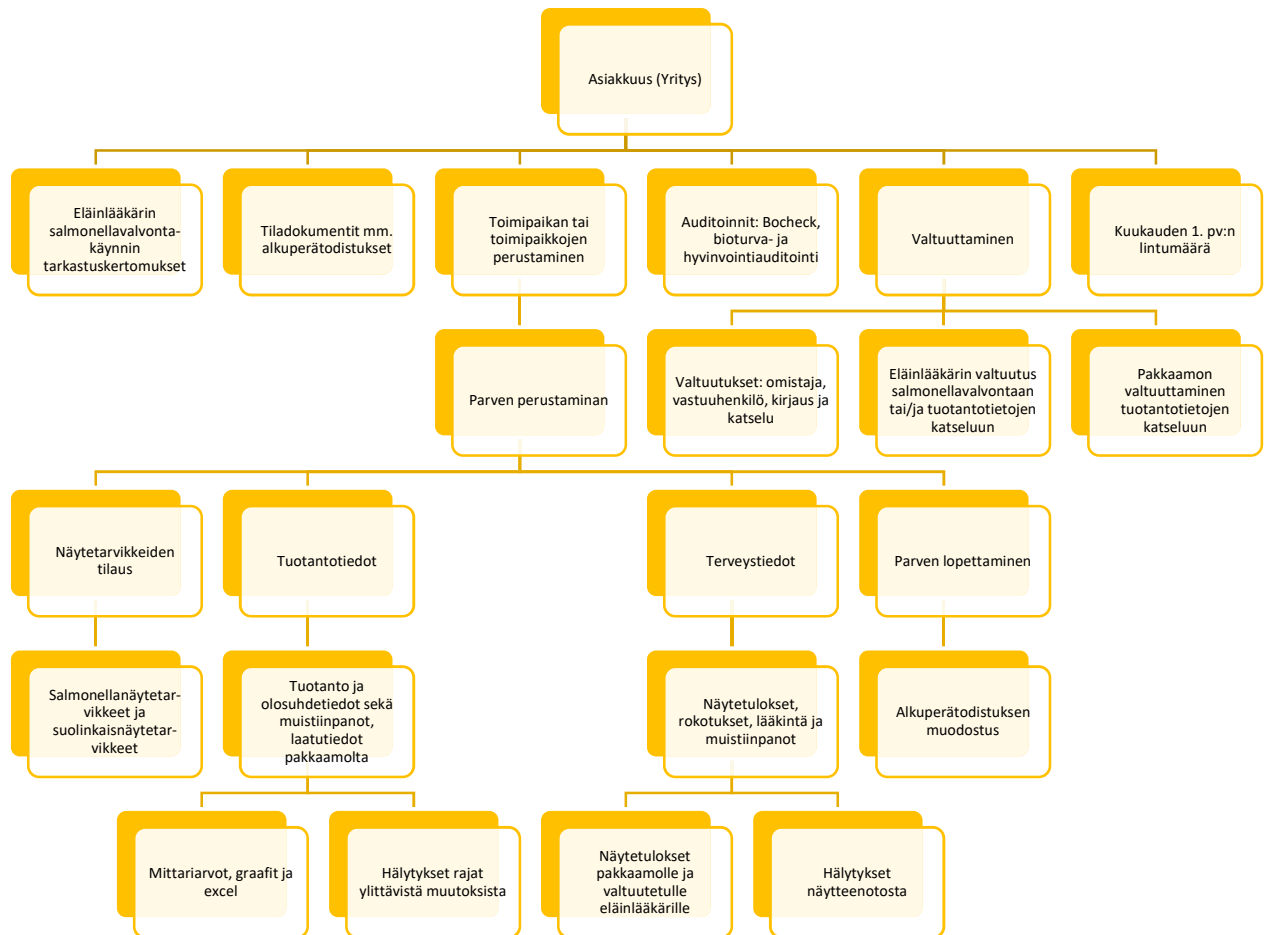 Asiakkuus (Yritys)
Eläinlääkärin
salmonellavalvonta-
käynnin
tarkastuskertomukset
Tiladokumentit mm.
alkuperätodistukset
Toimipaikan tai
toimipaikkojen
perustaminen
Auditoinnit: Bocheck,
bioturva- ja
hyvinvointiauditointi
Valtuuttaminen
Kuukauden 1. pv:n
lintumäärä
Parven perustaminan
Valtuutukset: omistaja,
vastuuhenkilö, kirjaus ja
katselu
Eläinlääkärin valtuutus
salmonellavalvontaan
tai/ja tuotantotietojen
katseluun
Pakkaamon
valtuuttaminen
tuotantotietojen
katseluun
Näytetarvikkeiden
tilaus
Tuotantotiedot
Terveystiedot
Parven lopettaminen
Salmonellanäytetar-
vikkeet ja
suolinkaisnäytetar-
vikkeet
Tuotanto ja
olosuhdetiedot sekä
muistiinpanot,
laatutiedot
pakkaamolta
Näytetulokset,
rokotukset, lääkintä ja
muistiinpanot
Alkuperätodistuksen
muodostus
Mittariarvot, graafit ja
excel
Hälytykset rajat
ylittävistä muutoksista
Näytetulokset
pakkaamolle ja
valtuutetulle
eläinlääkärille
Hälytykset
näytteenotosta